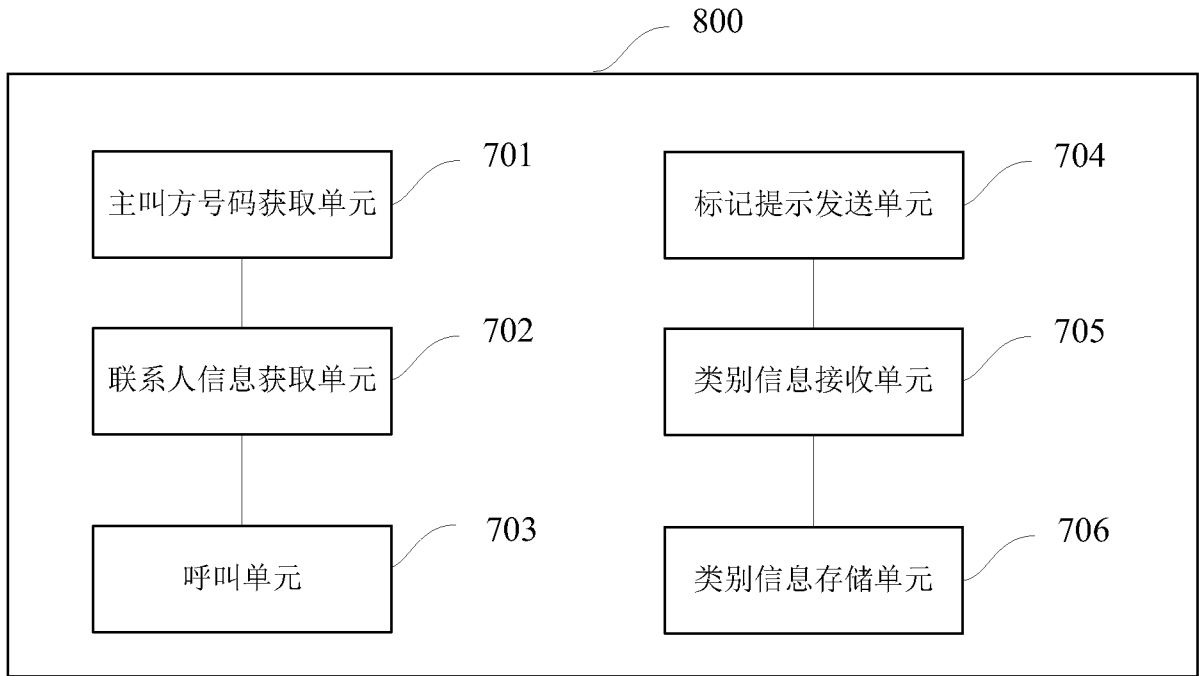 800
主叫方号码获取单元
701
标记提示发送单元
704
联系人信息获取单元
702
类别信息接收单元
705
呼叫单元
703
类别信息存储单元
706